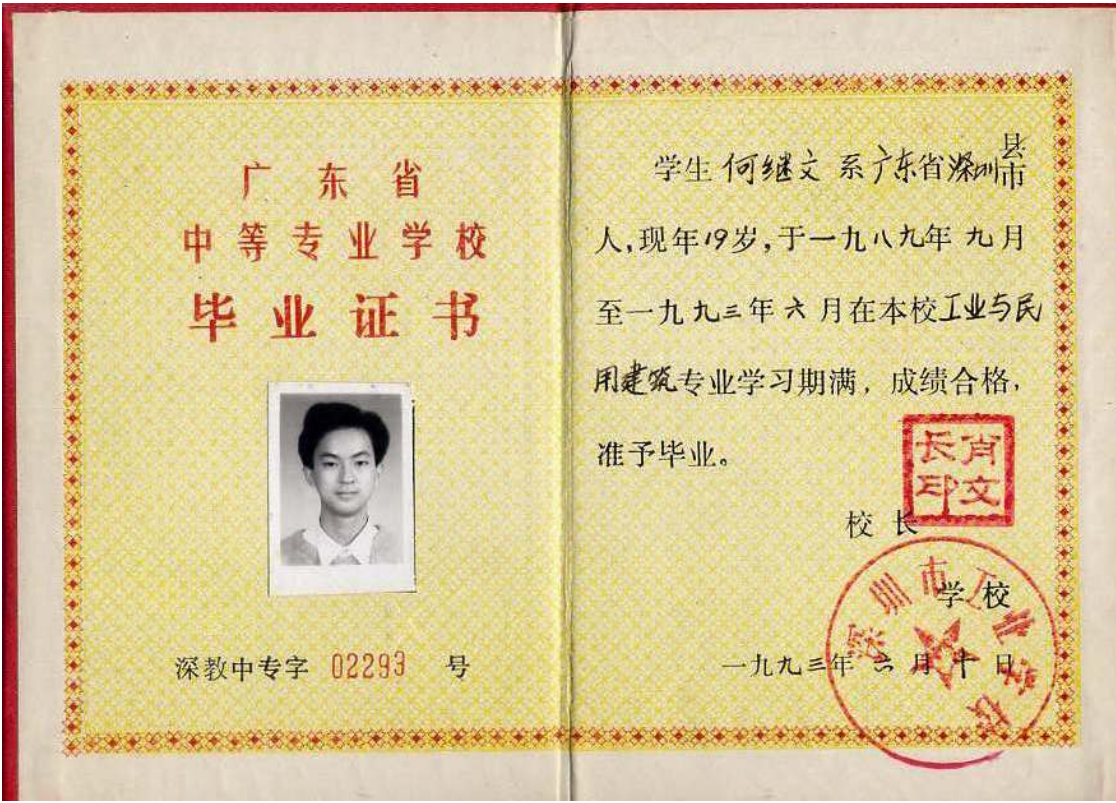 广东省
中等专业学校
毕业证书
深教中专字 02293 号
学生何继文系广东省深圳县市
人,现年19岁,于一九八九年九月
至一九九三年六月在本校工业与民
用建筑专业学习期满，成绩合格，
准予毕业。
肖文长印
校长
学校
深圳市工业学校
一九九三年六月十日